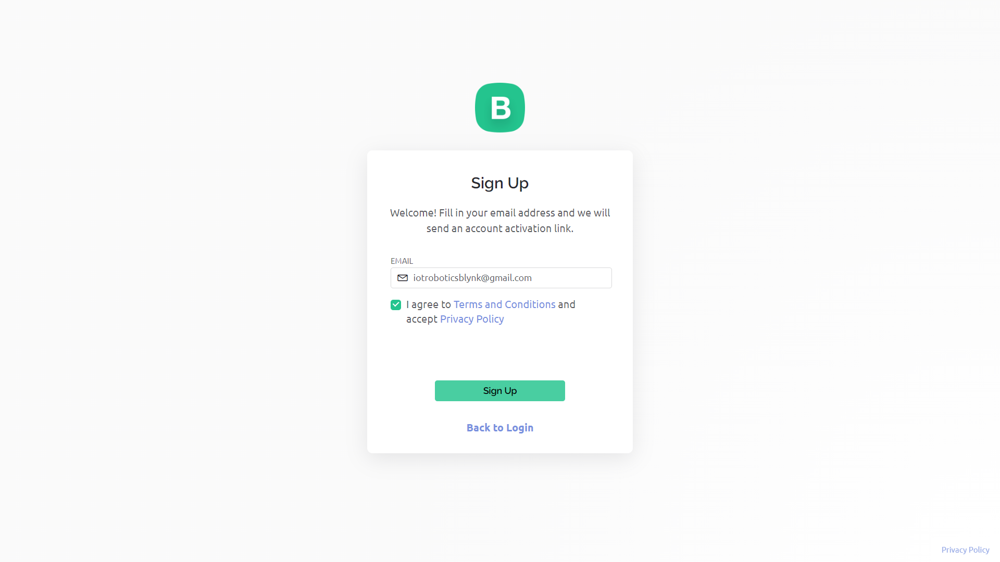 B
Sign Up
Welcome! Fill in your email address and we will
send an account activation link.
EMAIL
iotroboticsblynk@gmail.com
I agree to Terms and Conditions and
accept Privacy Policy
Sign Up
Back to Login
Privacy Policy